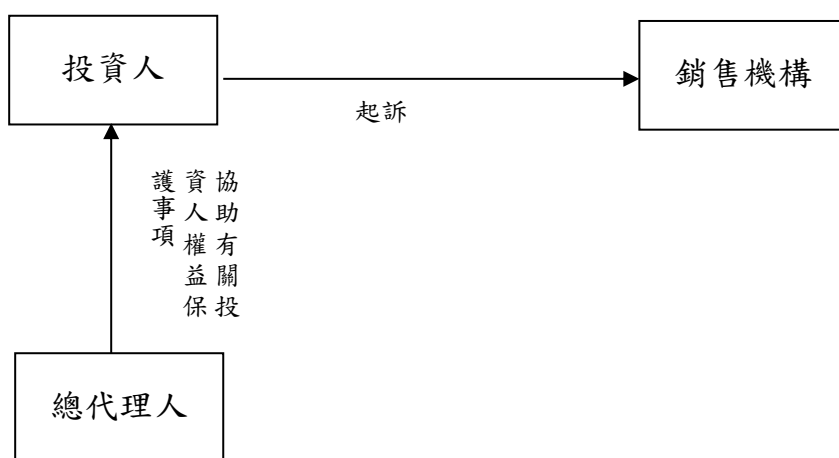 投資人
銷售機構
起訴
協助有關投
資人權益保
護事項
總代理人